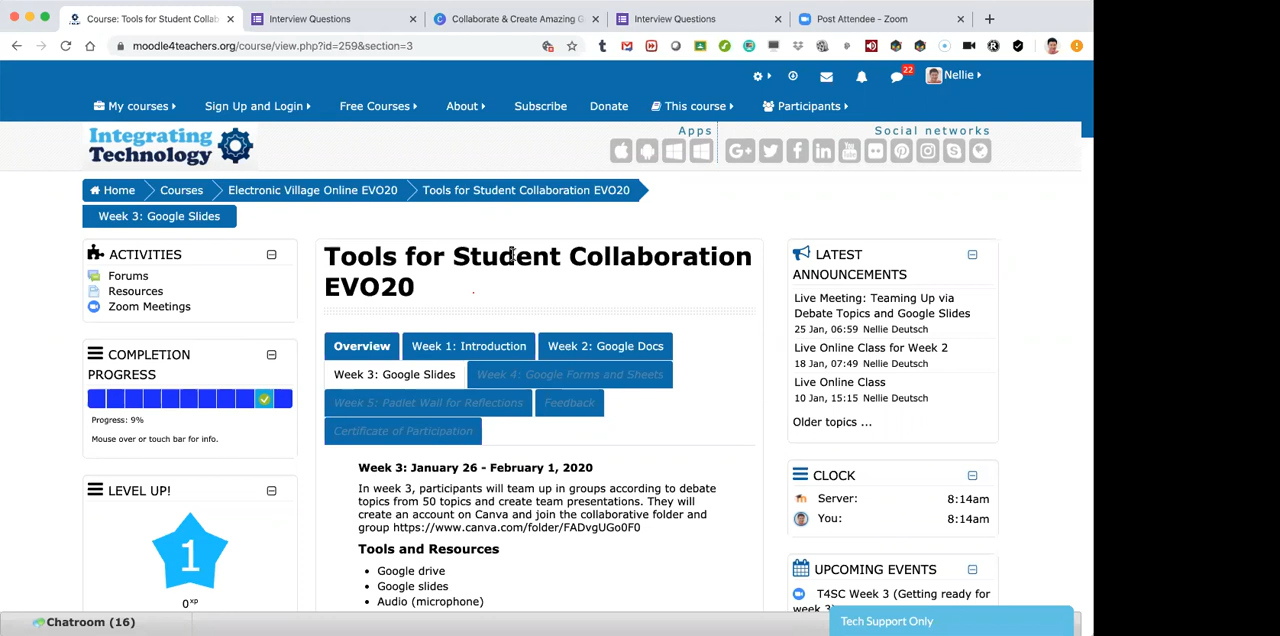 Course: Tools for Student Collab
Interview Questions
Collaborate & Create Amazing G
Interview Questions
Post Attendee - Zoom
moodle4teachers.org/course/view.php?id=259&section=3
22
Nellie
My courses
Sign Up and Login
Free Courses
About
Subscribe
Donate
This course
Participants
Integrating
Technology
Apps
Social networks
Home
Courses
Electronic Village Online EVO20
Tools for Student Collaboration EVO20
Week 3: Google Slides
ACTIVITIES
Forums
Resources
Zoom Meetings
COMPLETION
PROGRESS
Progress: 9%
Mouse over or touch bar for info.
LEVEL UP!
1
0xp
Tools for Student Collaboration
EVO20
Overview
Week 1: Introduction
Week 2: Google Docs
Week 3: Google Slides
Week 4: Google Forms and Sheets
Week 5: Padlet Wall for Reflections
Feedback
Certificate of Participation
Week 3: January 26 - February 1, 2020
In week 3, participants will team up in groups according to debate
topics from 50 topics and create team presentations. They will
create an account on Canva and join the collaborative folder and
group https://www.canva.com/folder/FADvgUGo0F0
Tools and Resources
Google drive
Google slides
Audio (microphone)
LATEST
ANNOUNCEMENTS
Live Meeting: Teaming Up via
Debate Topics and Google Slides
25 Jan, 06:59 Nellie Deutsch
Live Online Class for Week 2
18 Jan, 07:49 Nellie Deutsch
Live Online Class
10 Jan, 15:15 Nellie Deutsch
Older topics ...
CLOCK
Server: 8:14am
You: 8:14am
UPCOMING EVENTS
T4SC Week 3 (Getting ready for
week3)
Chatroom (16)
Tech Support Only